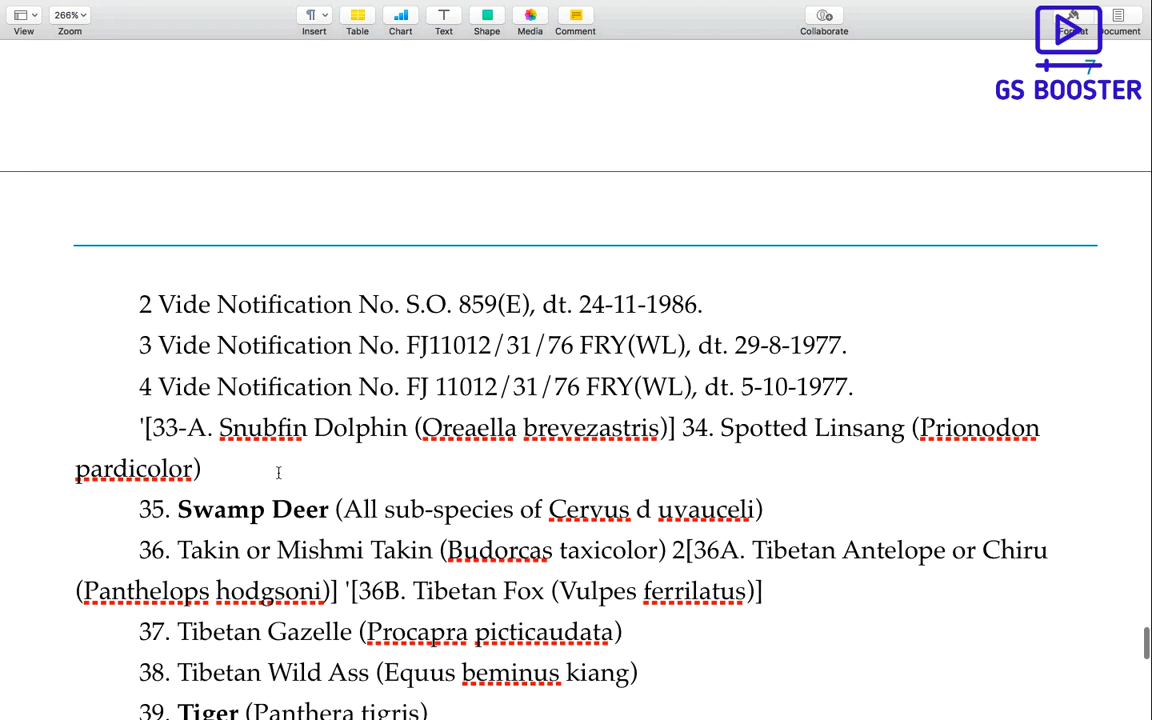 266%
View
Zoom
Insert
Table
Chart
Text
Shape
Media
Comment
Collaborate
Format
Document
7
GS BOOSTER
2 Vide Notification No. S.O. 859(E), dt. 24-11-1986.
3 Vide Notification No. FJ11012/31/76 FRY(WL), dt. 29-8-1977.
4 Vide Notification No. FJ 11012/31/76 FRY(WL), dt. 5-10-1977.
'[33-A. Snubfin Dolphin (Oreaella brevezastris)] 34. Spotted Linsang (Prionodon
pardicolor)
35. Swamp Deer (All sub-species of Cervus d uvauceli)
36. Takin or Mishmi Takin (Budorcas taxicolor) 2[36A. Tibetan Antelope or Chiru
(Panthelops hodgsoni)] '[36B. Tibetan Fox (Vulpes ferrilatus)]
37. Tibetan Gazelle (Procapra picticaudata)
38. Tibetan Wild Ass (Equus beminus kiang)
39. Tiger (Panthera tigris)